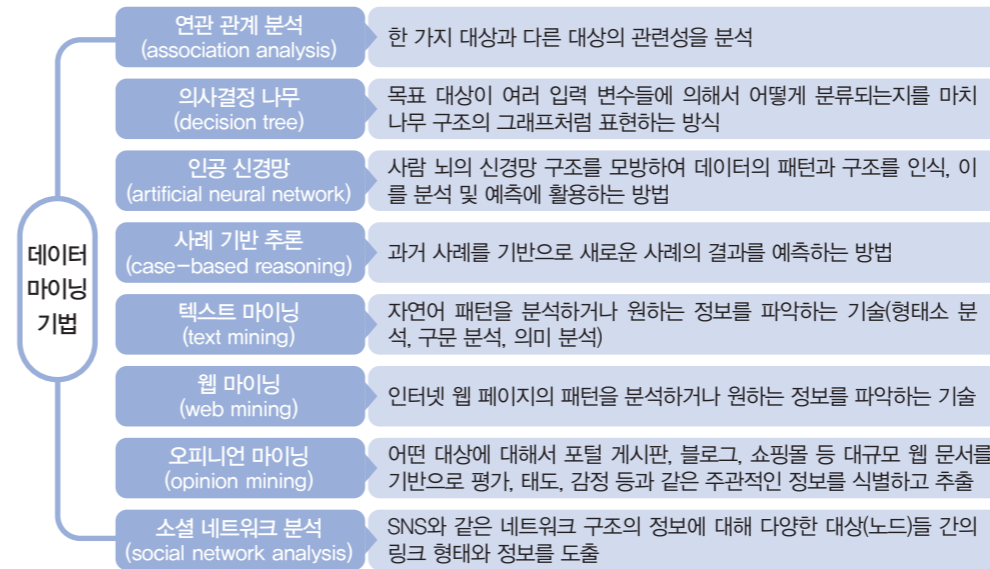 데이터
마이닝
기법
연관 관계 분석
(association analysis)
한 가지 대상과 다른 대상의 관련성을 분석
의사결정 나무
(decision tree)
목표 대상이 여러 입력 변수들에 의해서 어떻게 분류되는지를 마치
나무 구조의 그래프처럼 표현하는 방식
인공 신경망
(artificial neural network)
사람 뇌의 신경망 구조를 모방하여 데이터의 패턴과 구조를 인식, 이
를 분석 및 예측에 활용하는 방법
사례 기반 추론
(case-based reasoning)
과거 사례를 기반으로 새로운 사례의 결과를 예측하는 방법
텍스트 마이닝
(text mining)
자연어 패턴을 분석하거나 원하는 정보를 파악하는 기술(형태소 분
석, 구문 분석, 의미 분석)
웹 마이닝
(web mining)
인터넷 웹 페이지의 패턴을 분석하거나 원하는 정보를 파악하는 기술
오피니언 마이닝
(opinion mining)
어떤 대상에 대해서 포털 게시판, 블로그, 쇼핑몰 등 대규모 웹 문서를
기반으로 평가, 태도, 감정 등과 같은 주관적인 정보를 식별하고 추출
소셜 네트워크 분석
(social network analysis)
SNS와 같은 네트워크 구조의 정보에 대해 다양한 대상(노드)들 간의
링크 형태와 정보를 도출